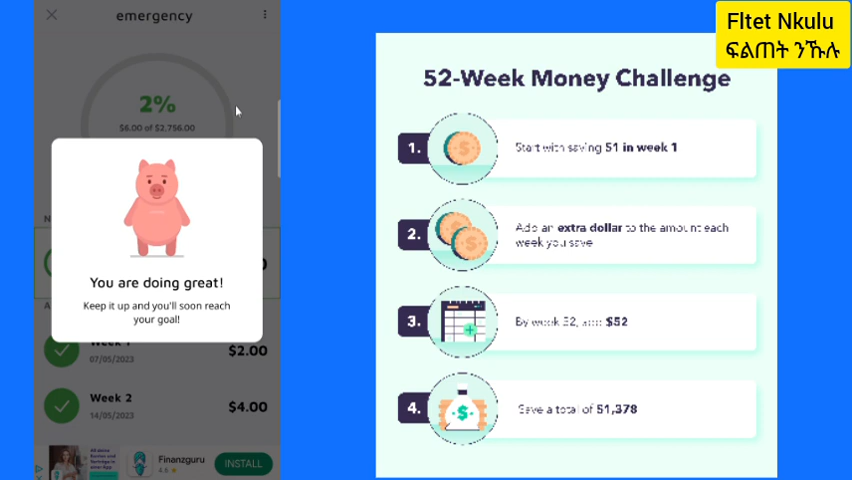 emergency
2%
$6.00 of $2,756.00
You are doing great!
Keep it up and you'll soon reach
your goal!
Week 1
07/05/2023
$2.00
Week 2
14/05/2023
$4.00
Finanzguru
4.6 ★
INSTALL
Fltet Nkulu
ፍልጠት ንኹሉ
52-Week Money Challenge
1.
Start with saving $1 in week 1
2.
Add an extra dollar to the amount each
week you save
3.
By week 52, $52
4.
Save a total of $1,378